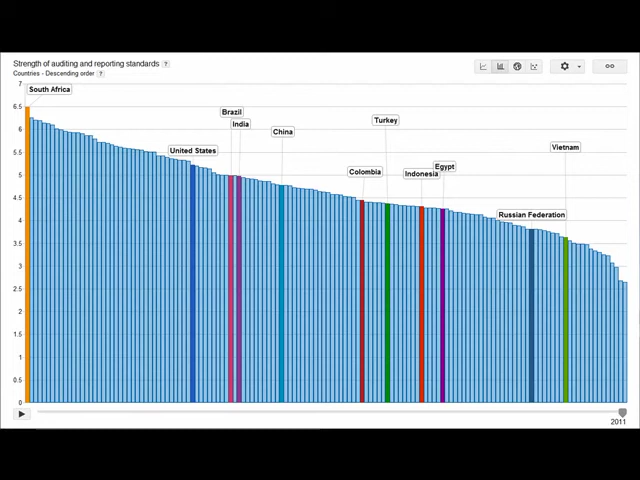 Strength of auditing and reporting standards ?
Countries - Descending order ?
7
6.5
6
5.5
5
4.5
4
3.5
3
2.5
2
1.5
1
0.5
0
South Africa
United States
Brazil
India
China
Colombia
Turkey
Indonesia
Egypt
Russian Federation
Vietnam
2011